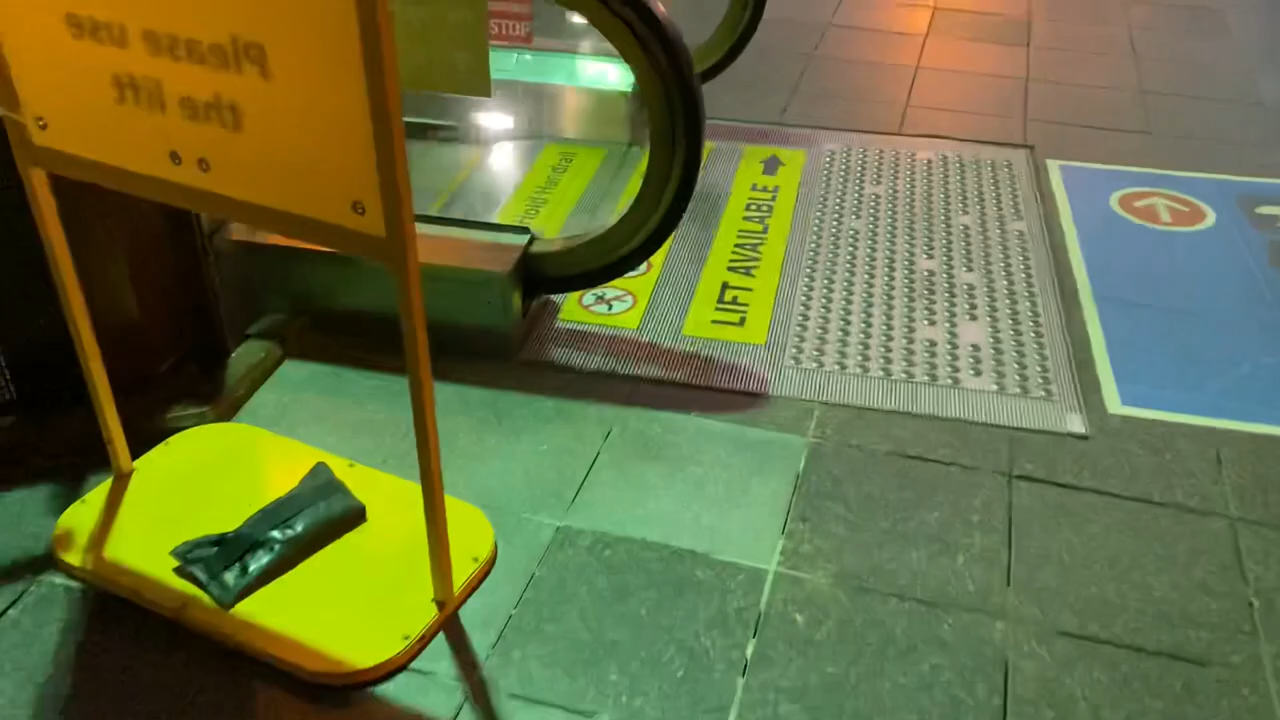 Please use
the lift
STOP
Hold Handrail
LIFT AVAILABLE